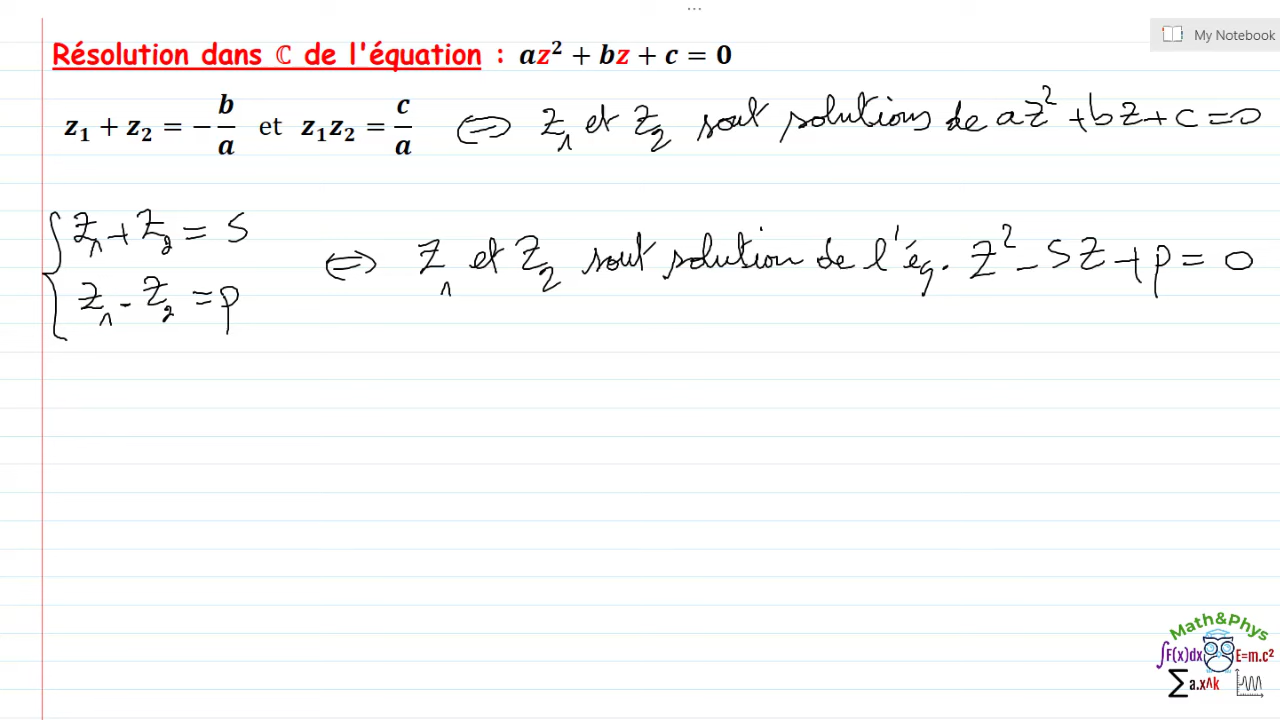 ...
My Notebook
Résolution dans ℂ de l'équation : az² + bz + c = 0
z₁ + z₂ = −b/a et z₁z₂ = c/a ⇔ z₁ et z₂ sont solutions de az² + bz + c = 0
{ z₁ + z₂ = S
z₁ - z₂ = p
⇔ z₁ et z₂ sont solution de l'éq. z² − Sz + p = 0
Math&Phys
∫F(x)dx E=m.c²
∑a.x^k